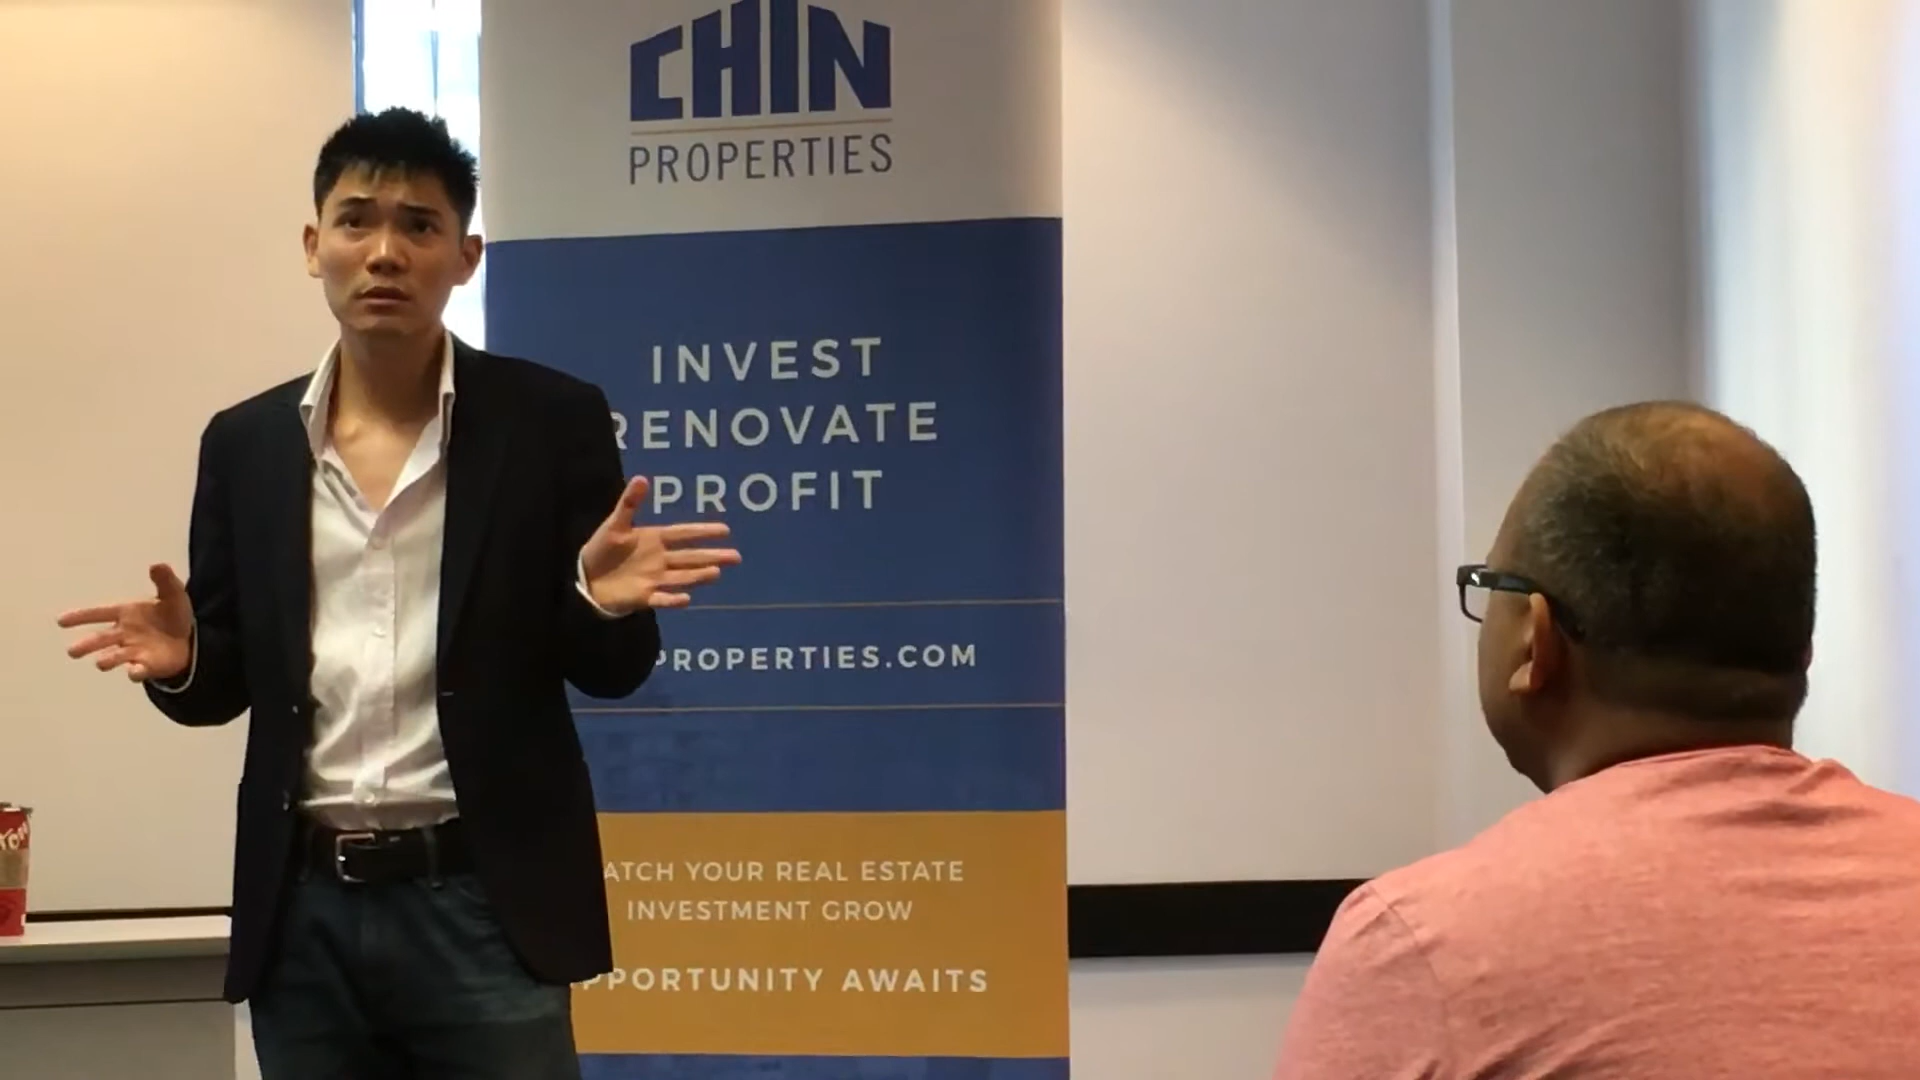 CHIN
PROPERTIES
INVEST
RENOVATE
PROFIT
PROPERTIES.COM
ATCH YOUR REAL ESTATE
INVESTMENT GROW
PPORTUNITY AWAITS